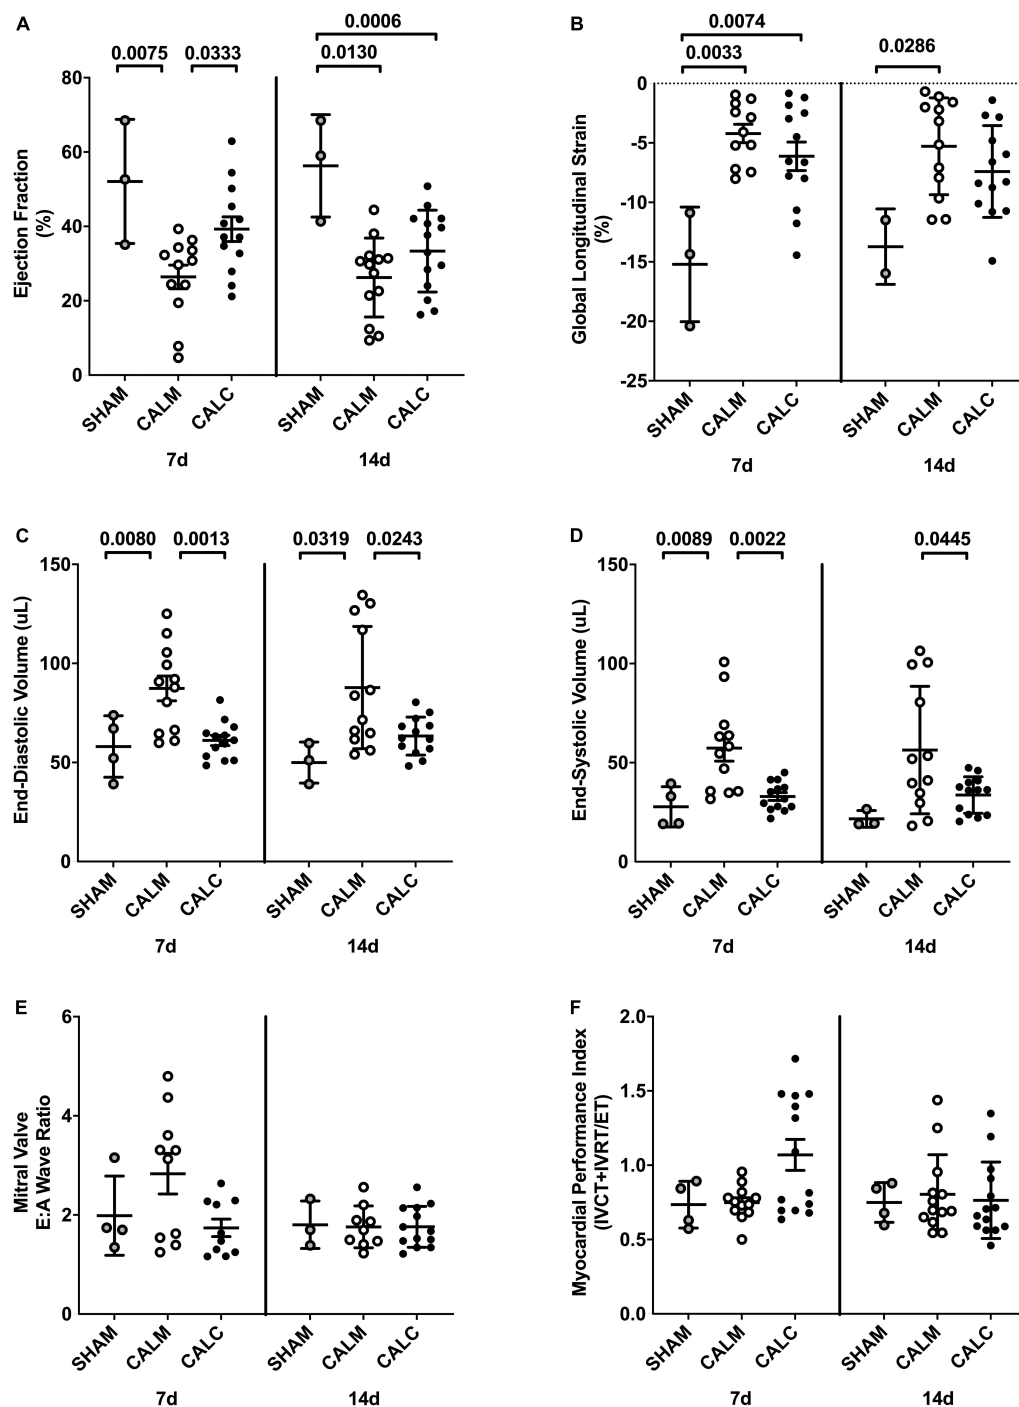 A
0.0006
0.0075 0.0333 0.0130
80
60
40
20
0
Ejection Fraction
(%)
SHAM CALM CALC SHAM CALM CALC
7d 14d
B
0.0074
0.0033 0.0286
0
-5
-10
-15
-20
-25
Global Longitudinal Strain
(%)
SHAM CALM CALC SHAM CALM CALC
7d 14d
C
0.0080 0.0013 0.0319 0.0243
150
100
50
0
End-Diastolic Volume (uL)
SHAM CALM CALC SHAM CALM CALC
7d 14d
D
0.0089 0.0022 0.0445
150
100
50
0
End-Systolic Volume (uL)
SHAM CALM CALC SHAM CALM CALC
7d 14d
E
6
4
2
0
Mitral Valve
E:A Wave Ratio
SHAM CALM CALC SHAM CALM CALC
7d 14d
F
2.0
1.5
1.0
0.5
0.0
Myocardial Performance Index
(IVCT+IVRT/ET)
SHAM CALM CALC SHAM CALM CALC
7d 14d